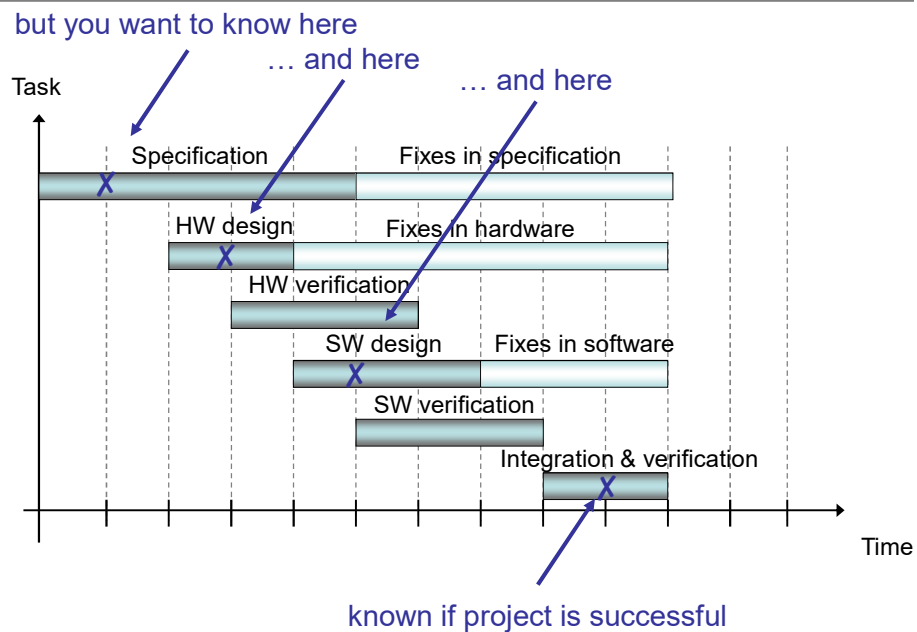 but you want to know here
… and here
… and here
Task
Specification
Fixes in specification
HW design
Fixes in hardware
HW verification
SW design
Fixes in software
SW verification
Integration & verification
Time
known if project is successful